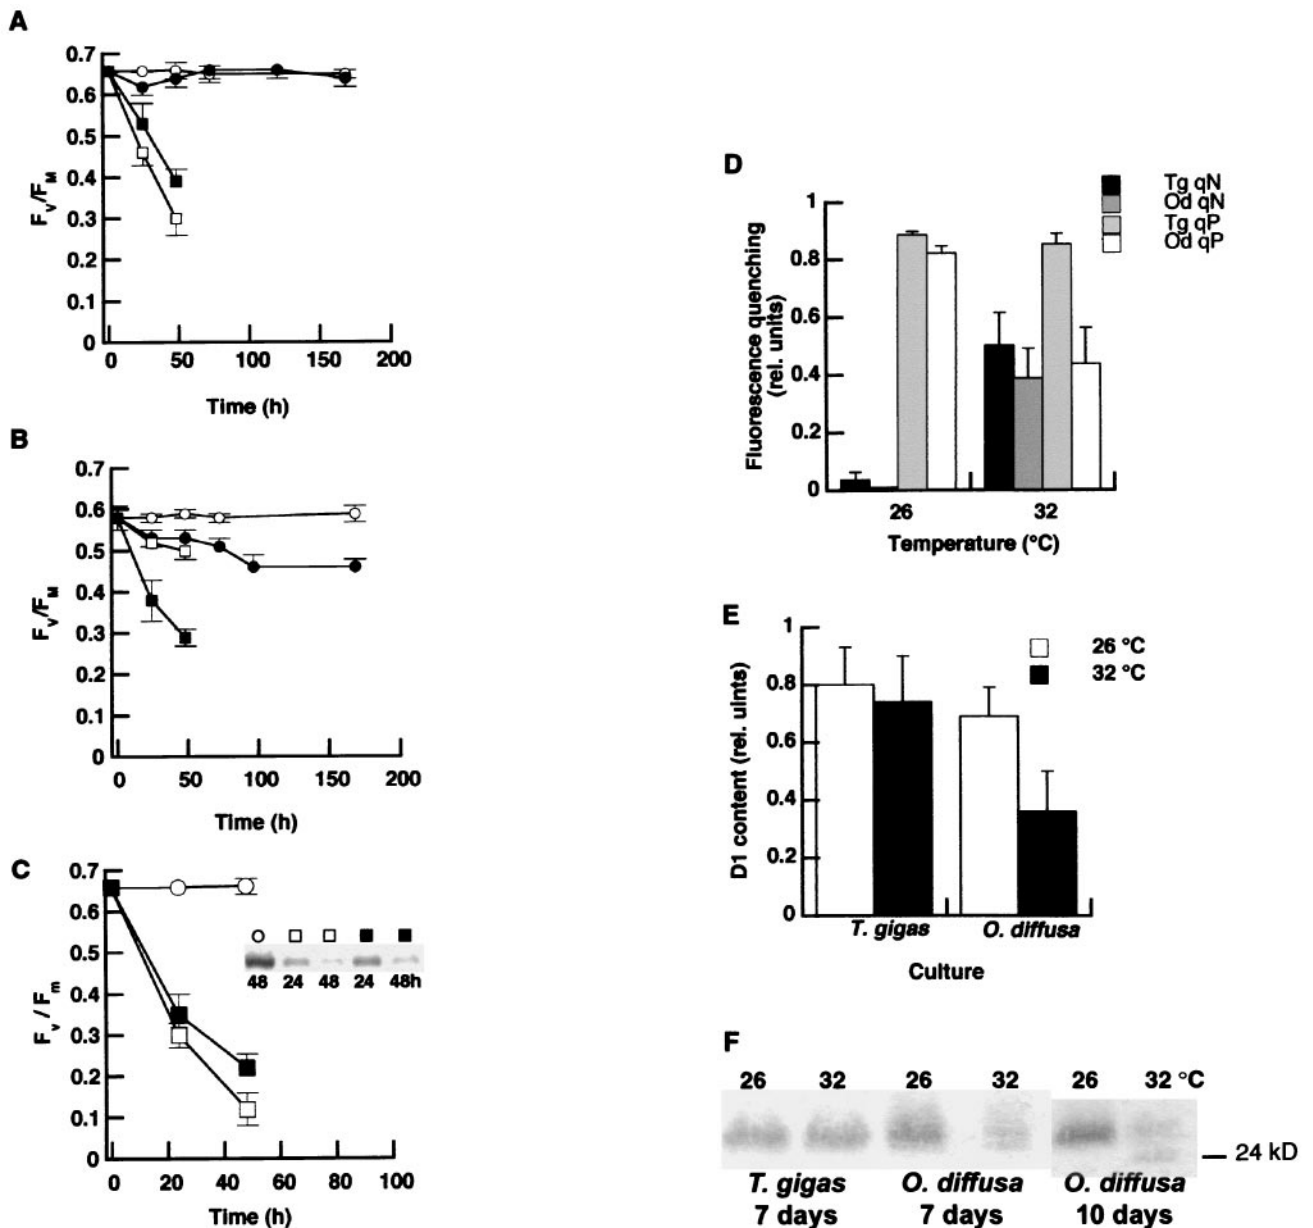 A
0.7
0.6
0.5
0.4
0.3
0.2
0.1
0
F_V/F_M
0 50 100 150 200
Time (h)
B
0.7
0.6
0.5
0.4
0.3
0.2
0.1
0
F_V/F_M
0 50 100 150 200
Time (h)
C
0.7
0.6
0.5
0.4
0.3
0.2
0.1
0
F_v / F_m
48 24 48 24 48h
0 20 40 60 80 100
Time (h)
D
Tg qN
Od qN
Tg qP
Od qP
1
0.8
0.6
0.4
0.2
0
Fluorescence quenching
(rel. units)
26 32
Temperature (°C)
E
26 °C
32 °C
1
0.8
0.6
0.4
0.2
0
D1 content (rel. uints)
T. gigas O. diffusa
Culture
F
26 32 26 32 26 32 °C
24 kD
T. gigas O. diffusa O. diffusa
7 days 7 days 10 days